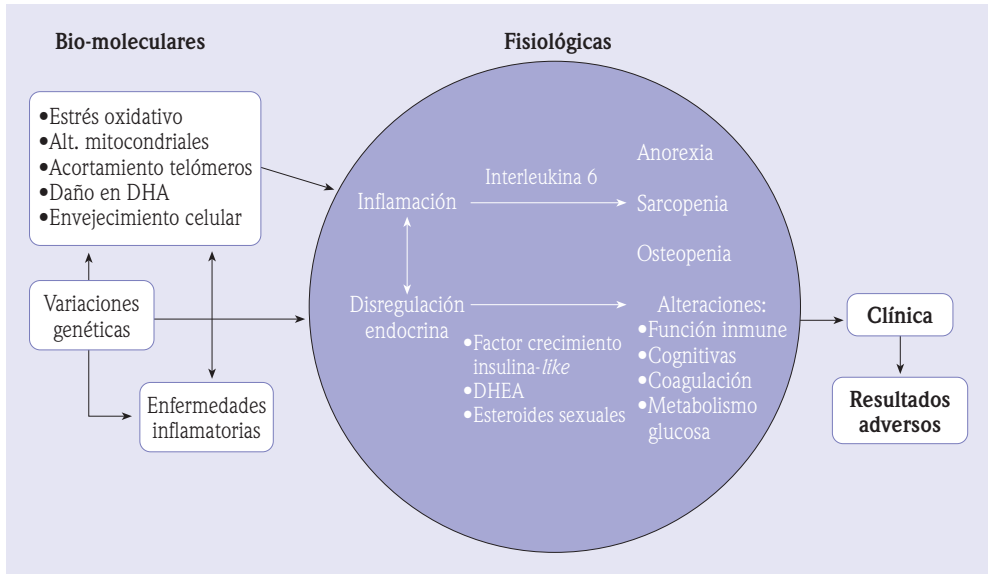 Bio-moleculares
Fisiológicas
•Estrés oxidativo
•Alt. mitocondriales
•Acortamiento telómeros
•Daño en DHA
•Envejecimiento celular
Variaciones
genéticas
Enfermedades
inflamatorias
Inflamación
Interleukina 6
Anorexia
Sarcopenia
Osteopenia
Disregulación
endocrina
•Factor crecimiento
insulina-like
•DHEA
•Esteroides sexuales
Alteraciones:
•Función inmune
•Cognitivas
•Coagulación
•Metabolismo
glucosa
Clínica
Resultados
adversos